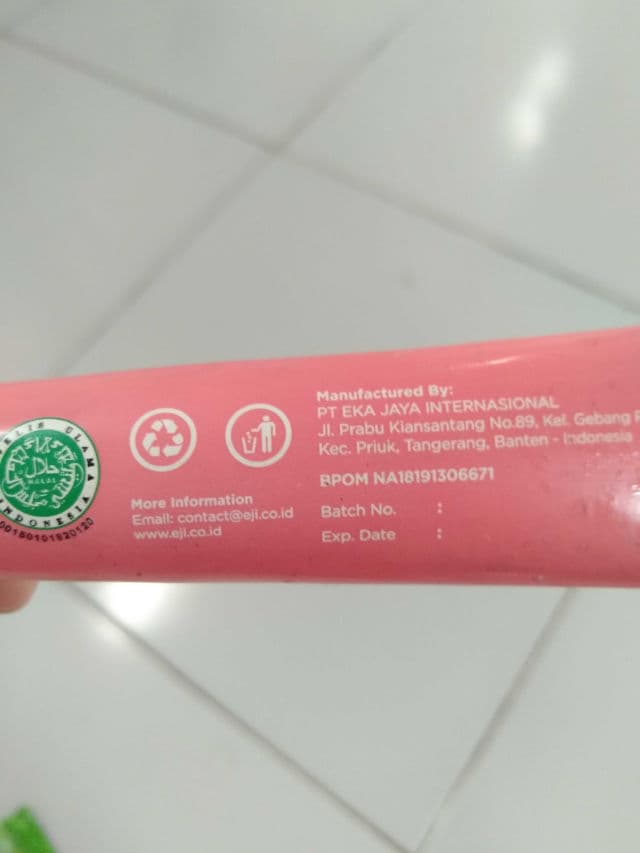 MAJELIS ULAMA
حلال
HALAL
INDONESIA
00150101820120
More Information
Email: contact@eji.co.id
www.eji.co.id
Manufactured By:
PT EKA JAYA INTERNASIONAL
Jl. Prabu Kiansantang No.89, Kel. Gebang
Kec. Priuk, Tangerang, Banten - Indonesia
BPOM NA18191306671
Batch No. :
Exp. Date :